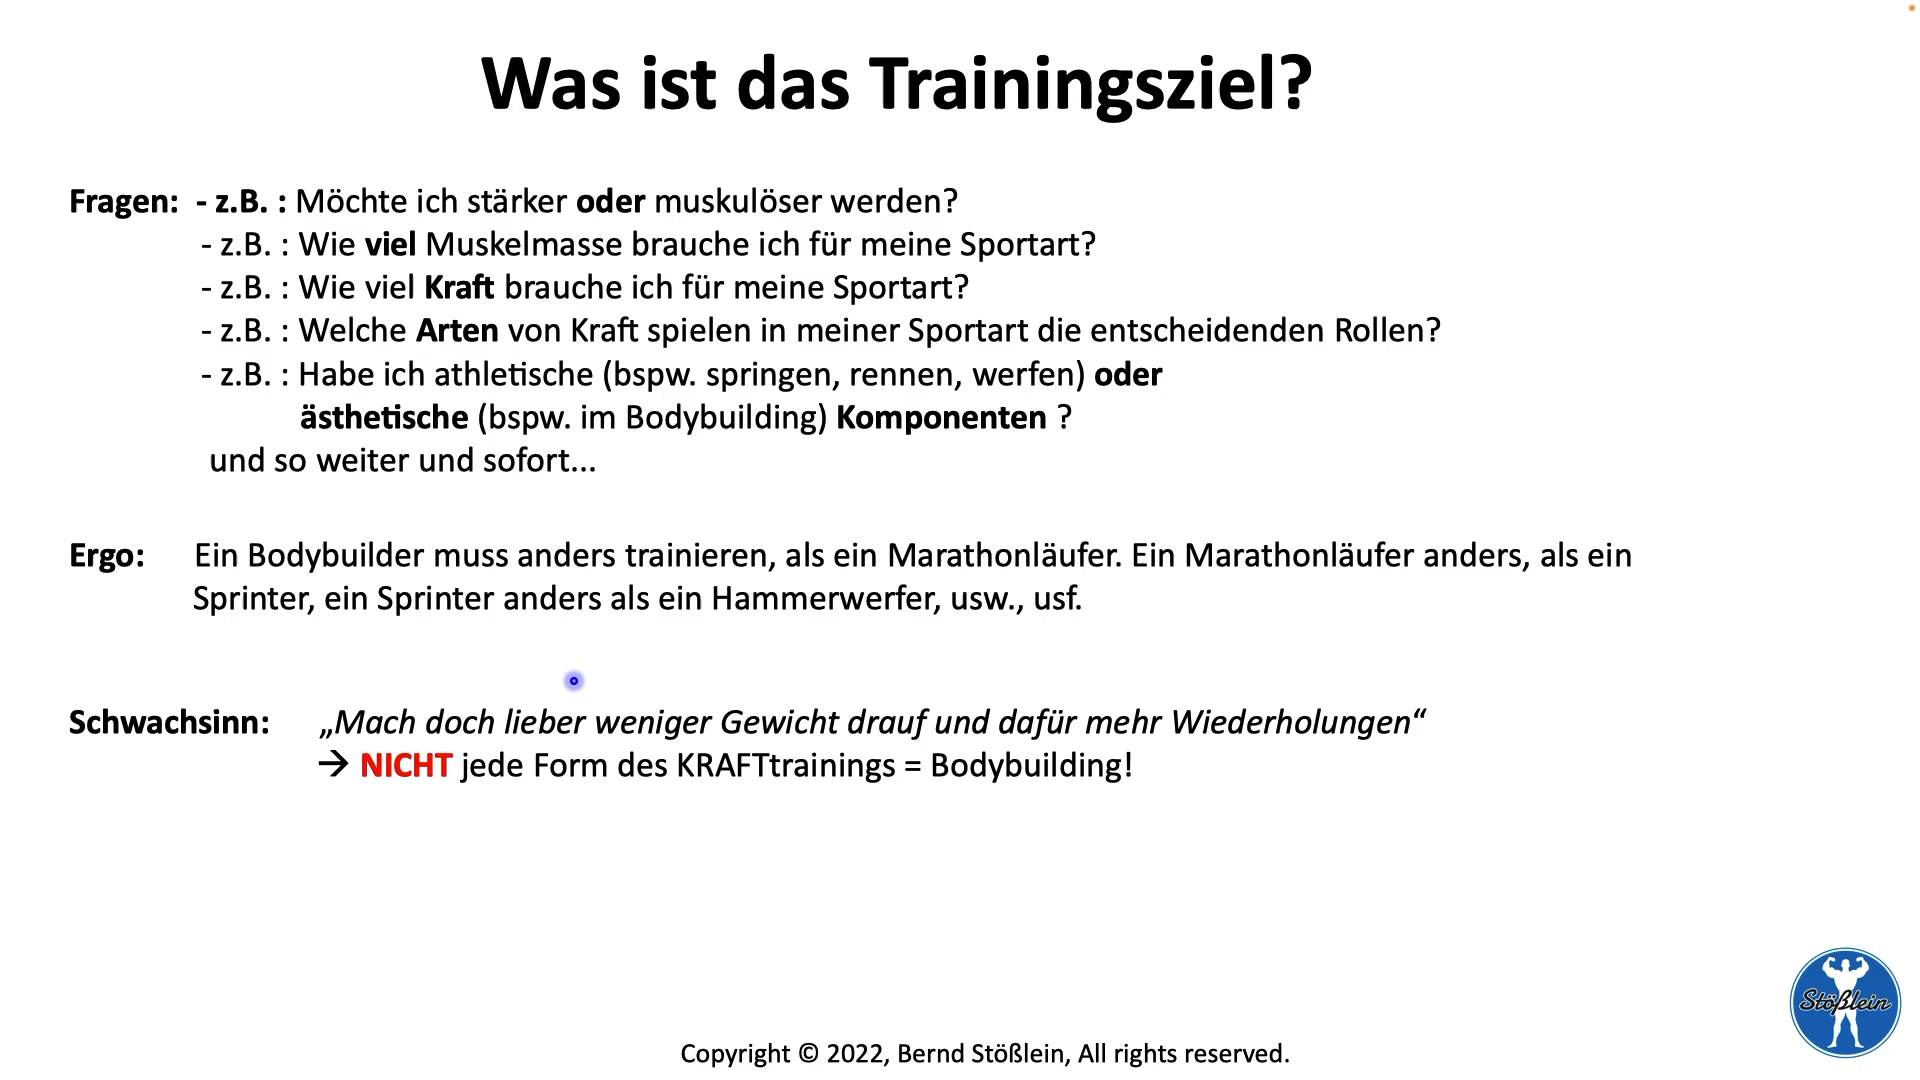 Was ist das Trainingsziel?
Fragen: - z.B. : Möchte ich stärker oder muskulöser werden?
- z.B. : Wie viel Muskelmasse brauche ich für meine Sportart?
- z.B. : Wie viel Kraft brauche ich für meine Sportart?
- z.B. : Welche Arten von Kraft spielen in meiner Sportart die entscheidenden Rollen?
- z.B. : Habe ich athletische (bspw. springen, rennen, werfen) oder
ästhetische (bspw. im Bodybuilding) Komponenten ?
und so weiter und sofort...
Ergo: Ein Bodybuilder muss anders trainieren, als ein Marathonläufer. Ein Marathonläufer anders, als ein
Sprinter, ein Sprinter anders als ein Hammerwerfer, usw., usf.
Schwachsinn: „Mach doch lieber weniger Gewicht drauf und dafür mehr Wiederholungen“
→ NICHT jede Form des KRAFTtrainings = Bodybuilding!
Stößlein
Copyright © 2022, Bernd Stößlein, All rights reserved.